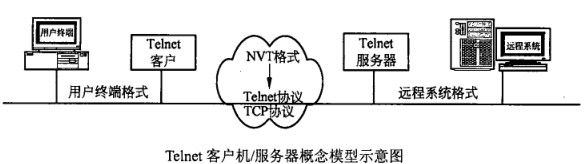 用户终端
Telnet
客户
NVT格式
Telnet
服务器
远程系统
用户终端格式
Telnet协议
TCP协议
远程系统格式
Telnet 客户机/服务器概念模型示意图